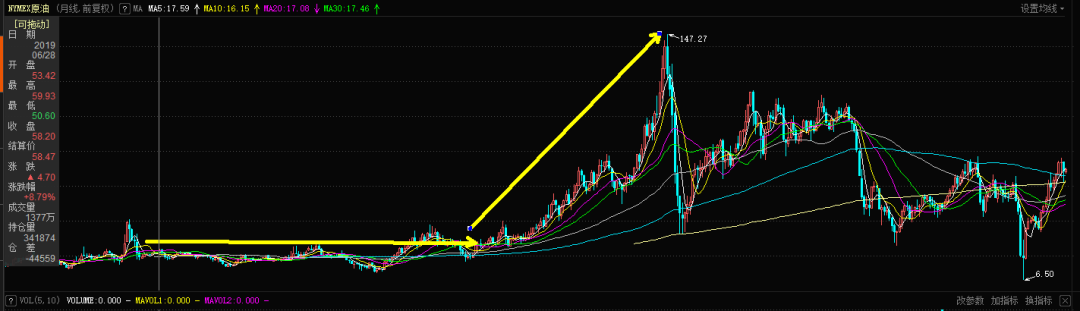 NYMEX原油 (月线,前复权) ? MA MA5:17.59 ↑ MA10:16.15 ↑ MA20:17.08 ↓ MA30:17.46 ↑ 设置均线
[可拖动]
日 期
2019
06/28
开 盘
53.42
最 高
59.93
最 低
50.60
收 盘
58.20
结算价
58.47
涨 跌
▲ 4.70
涨跌幅
+8.79%
成交量
1377万
持仓量
341874
仓 差
-44559
147.27
6.50
? VOL(5,10) VOLUME:0.000 - MAVOL1:0.000 - MAVOL2:0.000 - 改参数 加指标 换指标